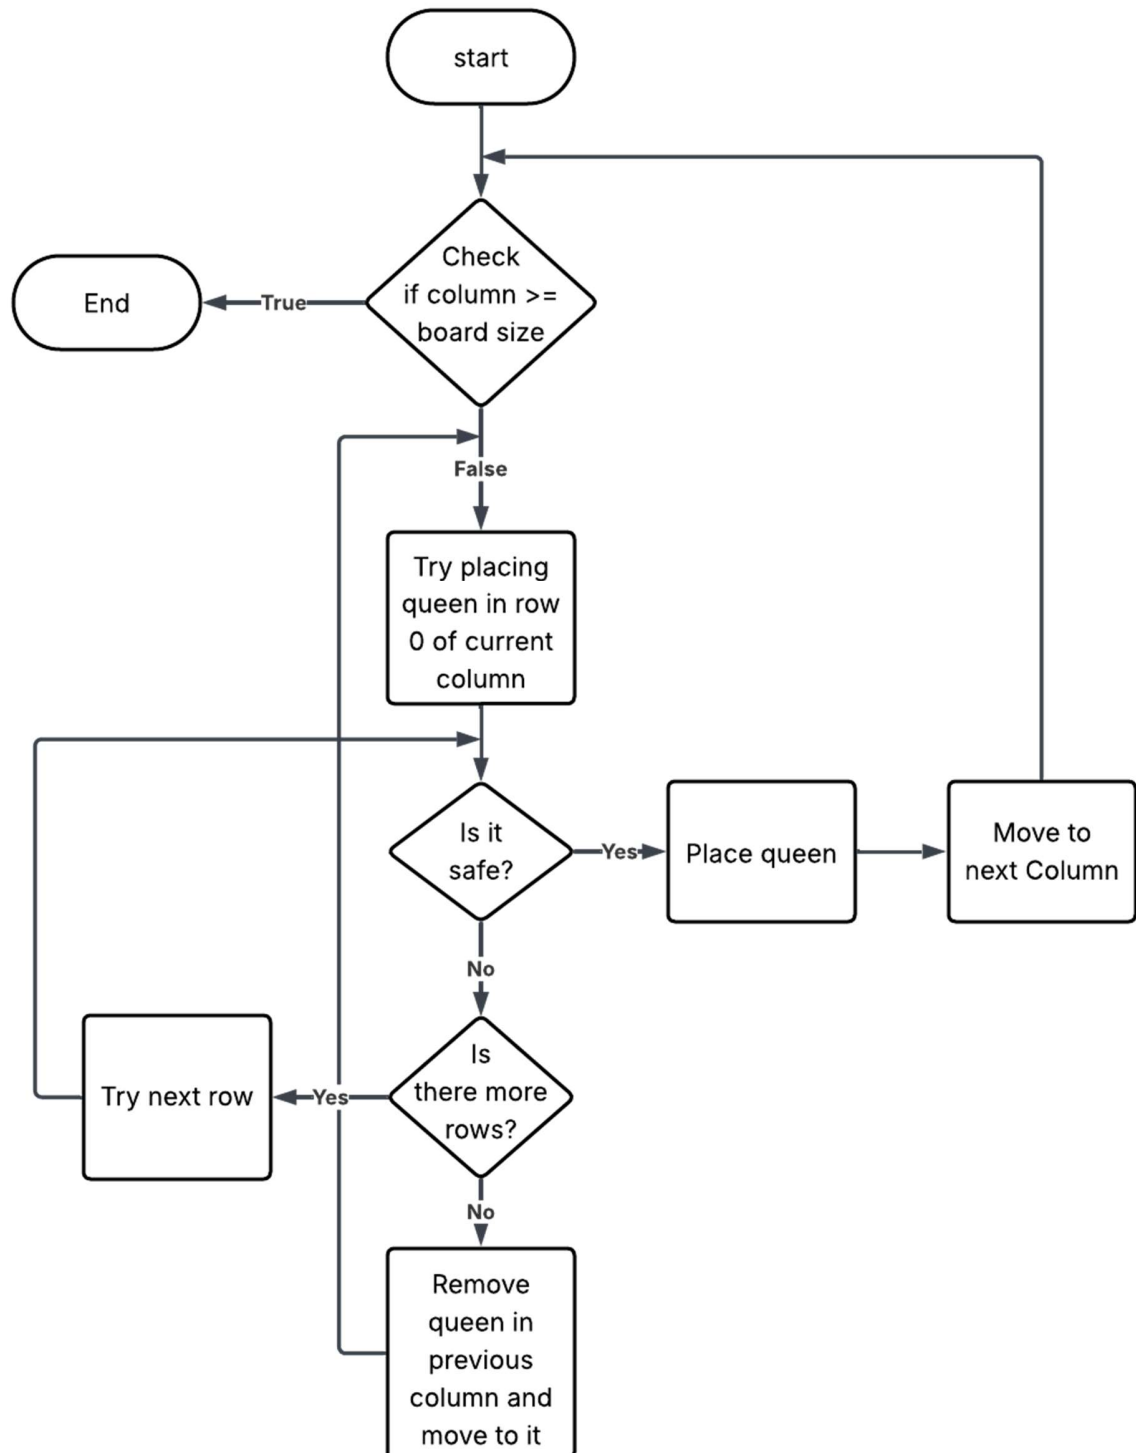 start
Check
if column >=
board size
True
End
False
Try placing
queen in row
0 of current
column
Is it
safe?
Yes
Place queen
Move to
next Column
No
Is
there more
rows?
Yes
Try next row
No
Remove
queen in
previous
column and
move to it